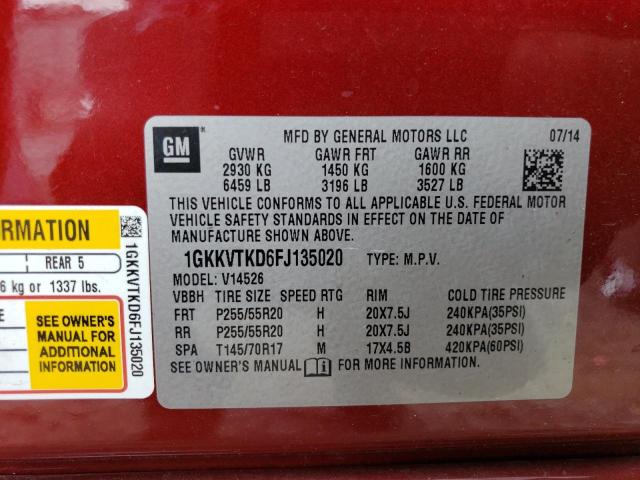 GM
MFD BY GENERAL MOTORS LLC 07/14
GVWR GAWR FRT GAWR RR
2930 KG 1450 KG 1600 KG
6459 LB 3196 LB 3527 LB
THIS VEHICLE CONFORMS TO ALL APPLICABLE U.S. FEDERAL MOTOR
VEHICLE SAFETY STANDARDS IN EFFECT ON THE DATE OF
MANUFACTURE SHOWN ABOVE.
1GKKVTKD6FJ135020 TYPE: M.P.V.
MODEL: V14526
VBBH TIRE SIZE SPEED RTG RIM COLD TIRE PRESSURE
FRT P255/55R20 H 20X7.5J 240KPA(35PSI)
RR P255/55R20 H 20X7.5J 240KPA(35PSI)
SPA T145/70R17 M 17X4.5B 420KPA(60PSI)
SEE OWNER'S MANUAL FOR MORE INFORMATION.
REAR 5
kg or 1337 lbs.
SEE OWNER'S
MANUAL FOR
ADDITIONAL
INFORMATION
1GKKVTKD6FJ135020